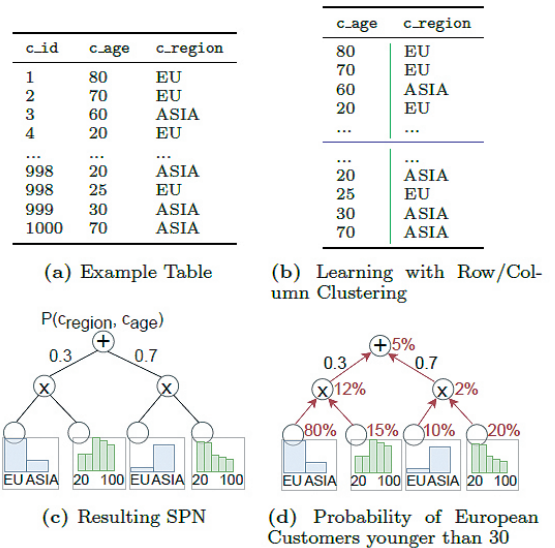 c_id c_age c_region
1 80 EU
2 70 EU
3 60 ASIA
4 20 EU
... ... ...
998 20 ASIA
998 25 EU
999 30 ASIA
1000 70 ASIA
(a) Example Table
c_age c_region
80 EU
70 EU
60 ASIA
20 EU
... ...
... ...
20 ASIA
25 EU
30 ASIA
70 ASIA
(b) Learning with Row/Col-
umn Clustering
P(cregion, cage)
+
0.3 0.7
x x
EU ASIA 20 100 EU ASIA 20 100
(c) Resulting SPN
+ 5%
0.3 0.7
x 12% x 2%
80% 15% 10% 20%
EU ASIA 20 100 EU ASIA 20 100
(d) Probability of European
Customers younger than 30